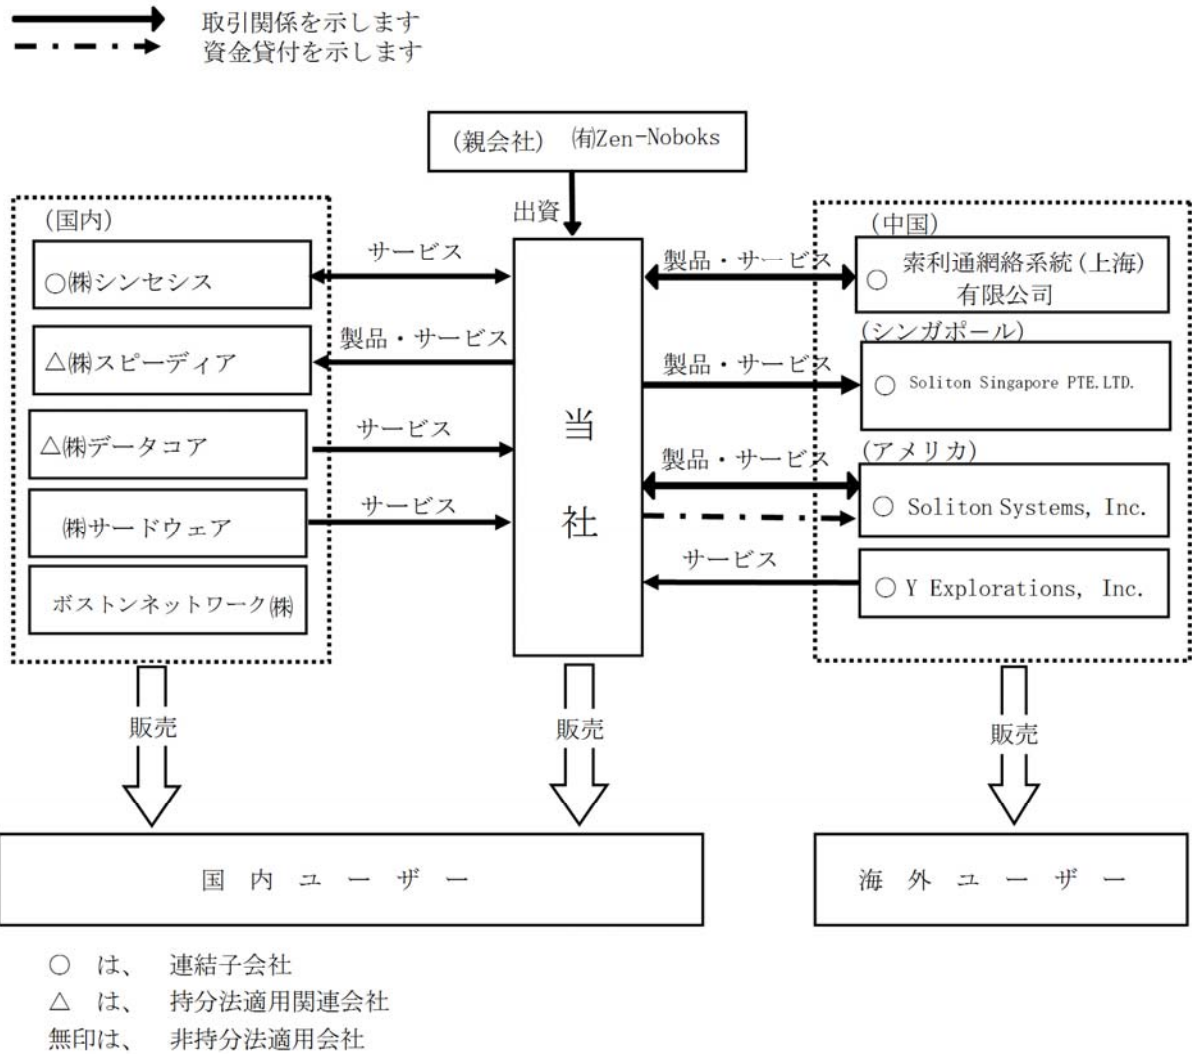 取引関係を示します
資金貸付を示します
(親会社) ㈲Zen-Noboks
出資
(国内)
○㈱シンセシス
△㈱スピーディア
△㈱データコア
㈱サードウェア
ボストンネットワーク㈱
サービス
製品・サービス
サービス
サービス
当
社
製品・サービス
製品・サービス
製品・サービス
サービス
(中国)
○ 索利通網絡系統(上海)
有限公司
(シンガポール)
○ Soliton Singapore PTE.LTD.
(アメリカ)
○ Soliton Systems, Inc.
○ Y Explorations, Inc.
販売
販売
販売
国内ユーザー
海外ユーザー
○ は、 連結子会社
△ は、 持分法適用関連会社
無印は、 非持分法適用会社